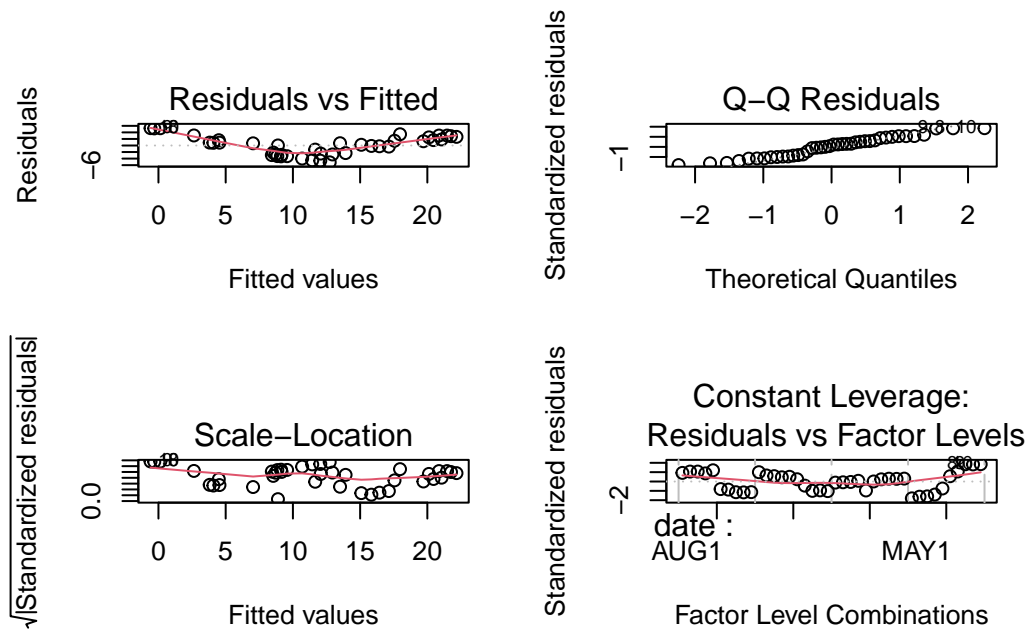 Residuals vs Fitted
Residuals
−6
0 5 10 15 20
Fitted values
Q−Q Residuals
Standardized residuals
−1
−2 −1 0 1 2
Theoretical Quantiles
Scale−Location
√|Standardized residuals|
0.0
0 5 10 15 20
Fitted values
Constant Leverage:
Residuals vs Factor Levels
Standardized residuals
−2
date :
AUG1 MAY1
Factor Level Combinations